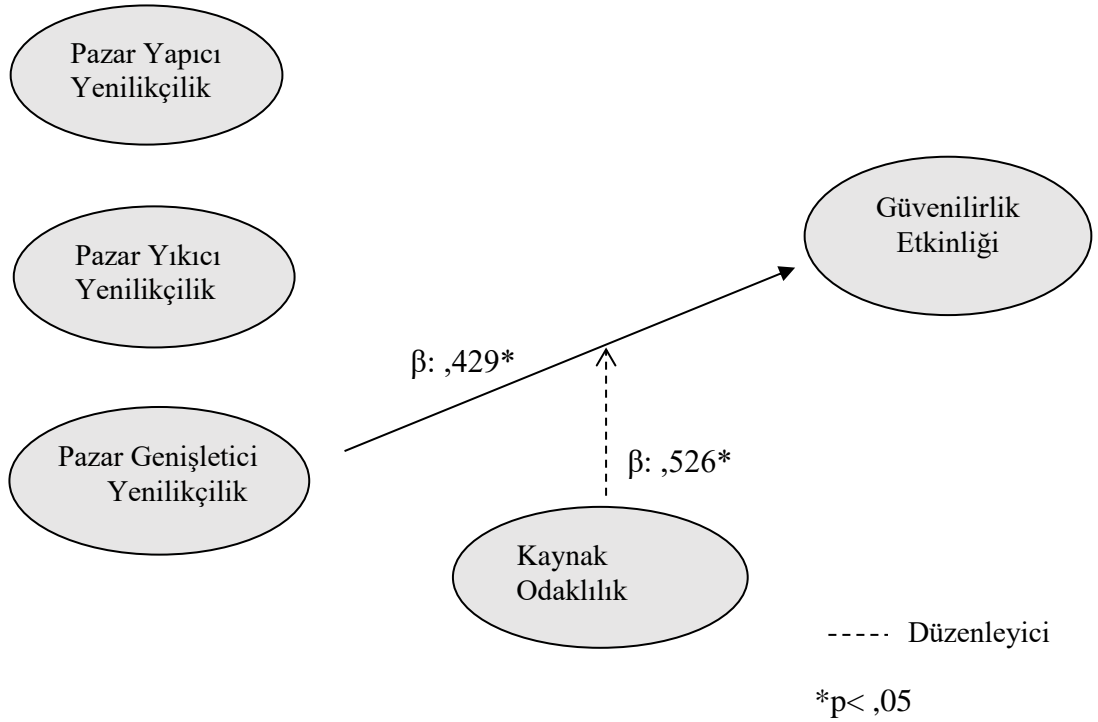 Pazar Yapıcı
Yenilikçilik
Güvenilirlik
Etkinliği
Pazar Yıkıcı
Yenilikçilik
β: ,429*
Pazar Genişletici
Yenilikçilik
β: ,526*
Kaynak
Odaklılık
Düzenleyici
*p< ,05